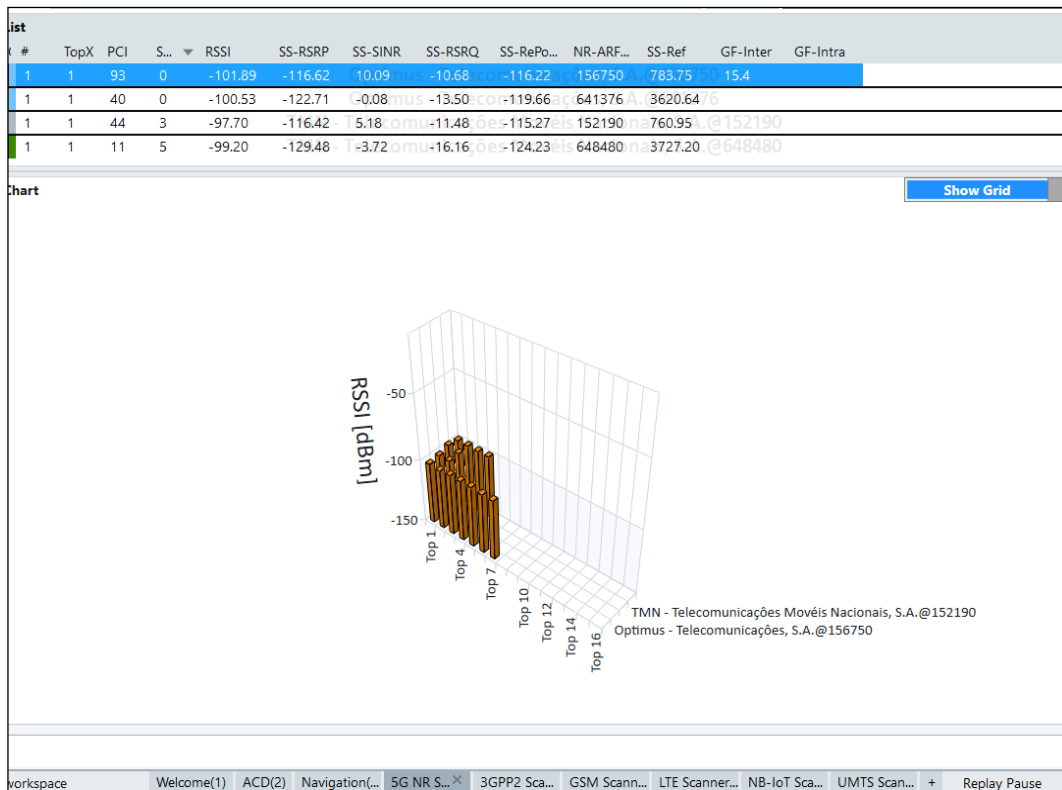 List
# TopX PCI S... RSSI SS-RSRP SS-SINR SS-RSRQ SS-RePo... NR-ARF... SS-Ref GF-Inter GF-Intra
1 1 93 0 -101.89 -116.62 10.09 -10.68 -116.22 156750 783.75 15.4
1 1 40 0 -100.53 -122.71 -0.08 -13.50 -119.66 641376 3620.64
1 1 44 3 -97.70 -116.42 5.18 -11.48 -115.27 152190 760.95
1 1 11 5 -99.20 -129.48 -3.72 -16.16 -124.23 648480 3727.20
Chart
Show Grid
RSSI [dBm]
-50
-100
-150
Top 1
Top 4
Top 7
Top 10
Top 12
Top 14
Top 16
TMN - Telecomunicações Movéis Nacionais, S.A.@152190
Optimus - Telecomunicações, S.A.@156750
workspace Welcome(1) ACD(2) Navigation(... 5G NR S... × 3GPP2 Sca... GSM Scann... LTE Scanner... NB-IoT Sca... UMTS Scan... + Replay Pause